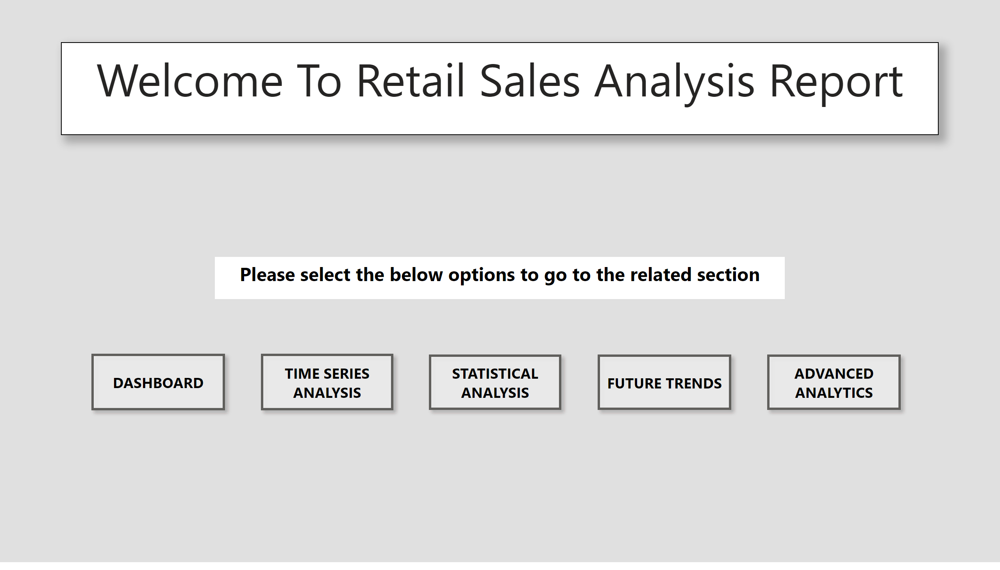 Welcome To Retail Sales Analysis Report
Please select the below options to go to the related section
DASHBOARD
TIME SERIES
ANALYSIS
STATISTICAL
ANALYSIS
FUTURE TRENDS
ADVANCED
ANALYTICS